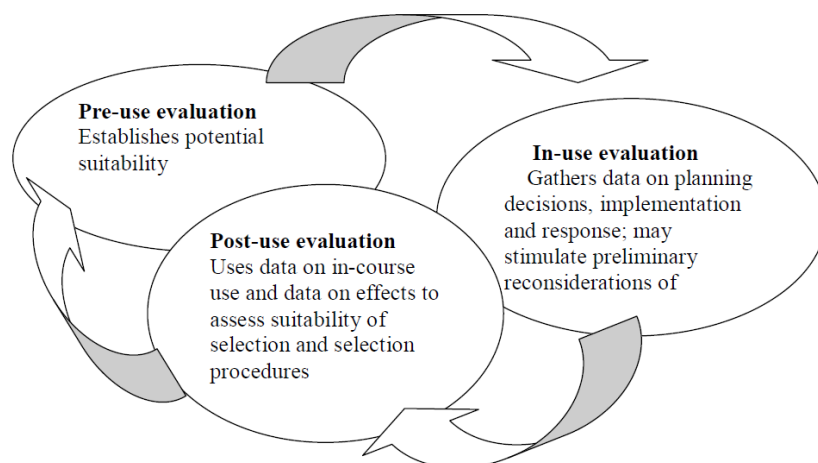 Pre-use evaluation
Establishes potential
suitability
In-use evaluation
Gathers data on planning
decisions, implementation
and response; may
stimulate preliminary
reconsiderations of
Post-use evaluation
Uses data on in-course
use and data on effects to
assess suitability of
selection and selection
procedures